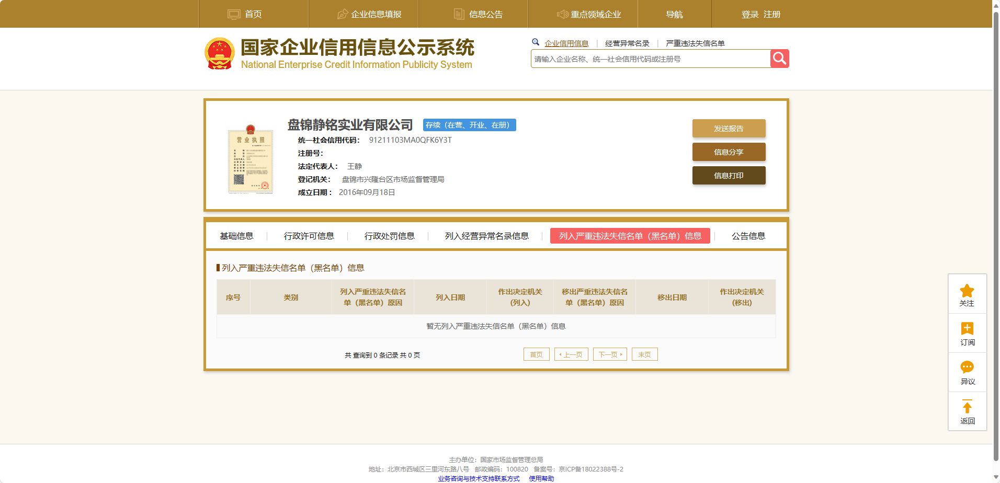 首页 企业信息填报 信息公告 重点领域企业 导航 登录 注册
国家企业信用信息公示系统
National Enterprise Credit Information Publicity System
企业信用信息 | 经营异常名录 | 严重违法失信名单
请输入企业名称、统一社会信用代码或注册号
营业执照
盘锦静铭实业有限公司 存续（在营、开业、在册）
统一社会信用代码： 91211103MA0QFK6Y3T
注册号：
法定代表人： 王静
登记机关： 盘锦市兴隆台区市场监督管理局
成立日期： 2016年09月18日
发送报告
信息分享
信息打印
基础信息 行政许可信息 行政处罚信息 列入经营异常名录信息 列入严重违法失信名单（黑名单）信息 公告信息
列入严重违法失信名单（黑名单）信息
序号 类别 列入严重违法失信名单（黑名单）原因 列入日期 作出决定机关(列入) 移出严重违法失信名单（黑名单）原因 移出日期 作出决定机关(移出)
暂无列入严重违法失信名单（黑名单）信息
共 查询到 0 条记录 共 0 页 首页 上一页 下一页 末页
关注
订阅
异议
返回
主办单位：国家市场监督管理总局
地址：北京市西城区三里河东路八号 邮政编码：100820 备案号：京ICP备18022388号-2
业务咨询与技术支持联系方式 使用帮助